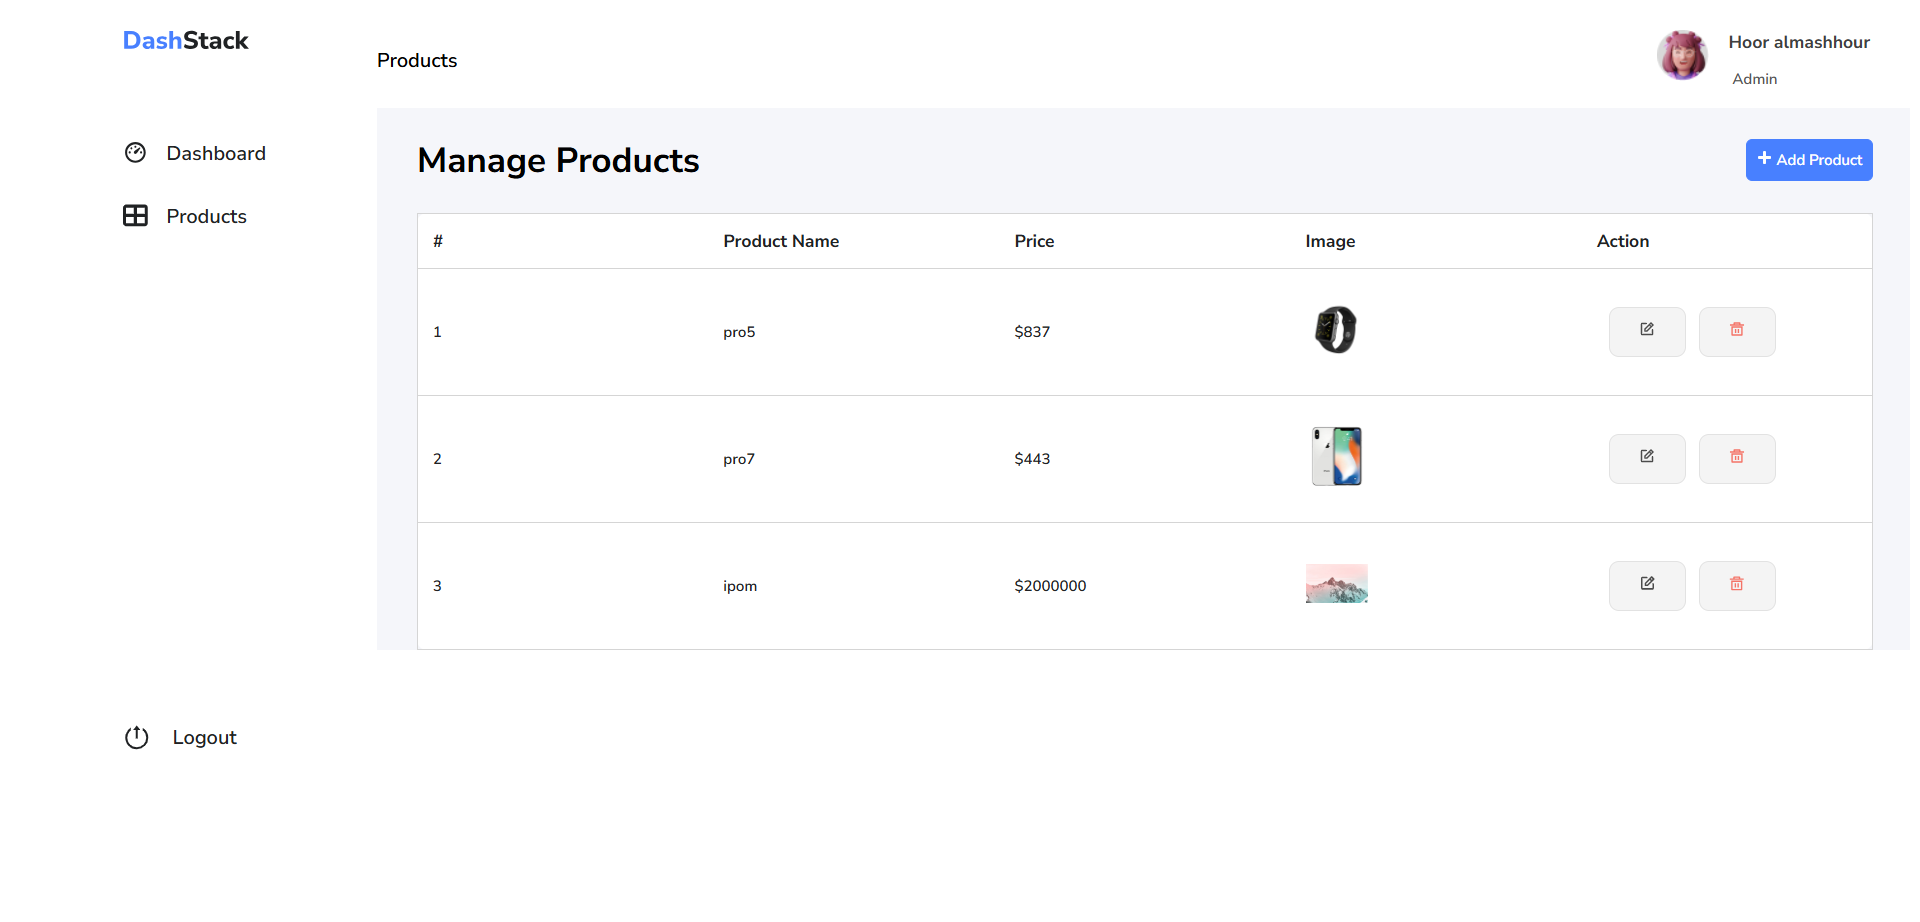 DashStack
Products
Hoor almashhour
Admin
Dashboard
Products
Logout
Manage Products
+ Add Product
# Product Name Price Image Action
1 pro5 $837
2 pro7 $443
3 ipom $2000000